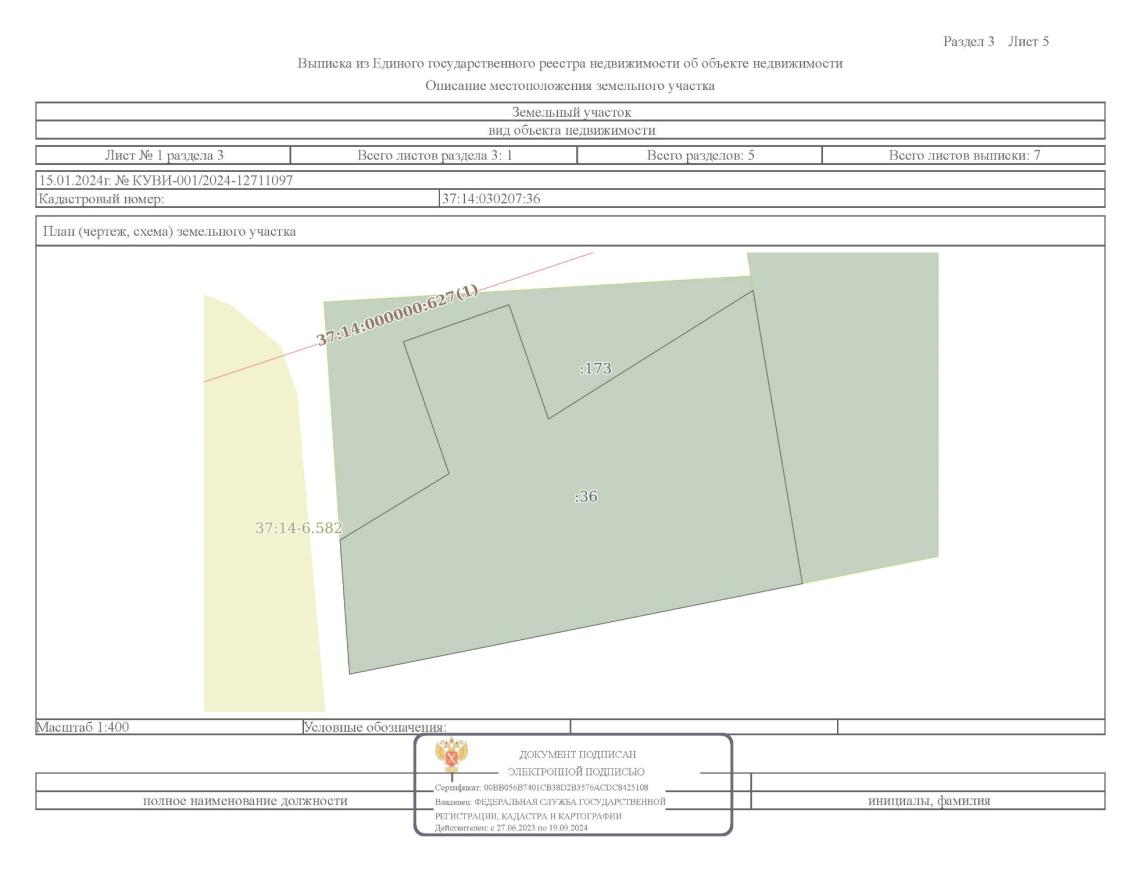 Раздел 3 Лист 5
Выписка из Единого государственного реестра недвижимости об объекте недвижимости
Описание местоположения земельного участка
Земельный участок
вид объекта недвижимости
Лист № 1 раздела 3 Всего листов раздела 3: 1 Всего разделов: 5 Всего листов выписки: 7
15.01.2024г. № КУВИ-001/2024-12711097
Кадастровый номер: 37:14:030207:36
План (чертеж, схема) земельного участка
37:14:000000:627(1)
:173
:36
37:14-6.582
Масштаб 1:400 Условные обозначения:
ДОКУМЕНТ ПОДПИСАН
ЭЛЕКТРОННОЙ ПОДПИСЬЮ
Сертификат: 00BB056B7401CB38D2B3576ACDC8425108
полное наименование должности Владелец: ФЕДЕРАЛЬНАЯ СЛУЖБА ГОСУДАРСТВЕННОЙ инициалы, фамилия
РЕГИСТРАЦИИ, КАДАСТРА И КАРТОГРАФИИ
Действителен: с 27.06.2023 по 19.09.2024